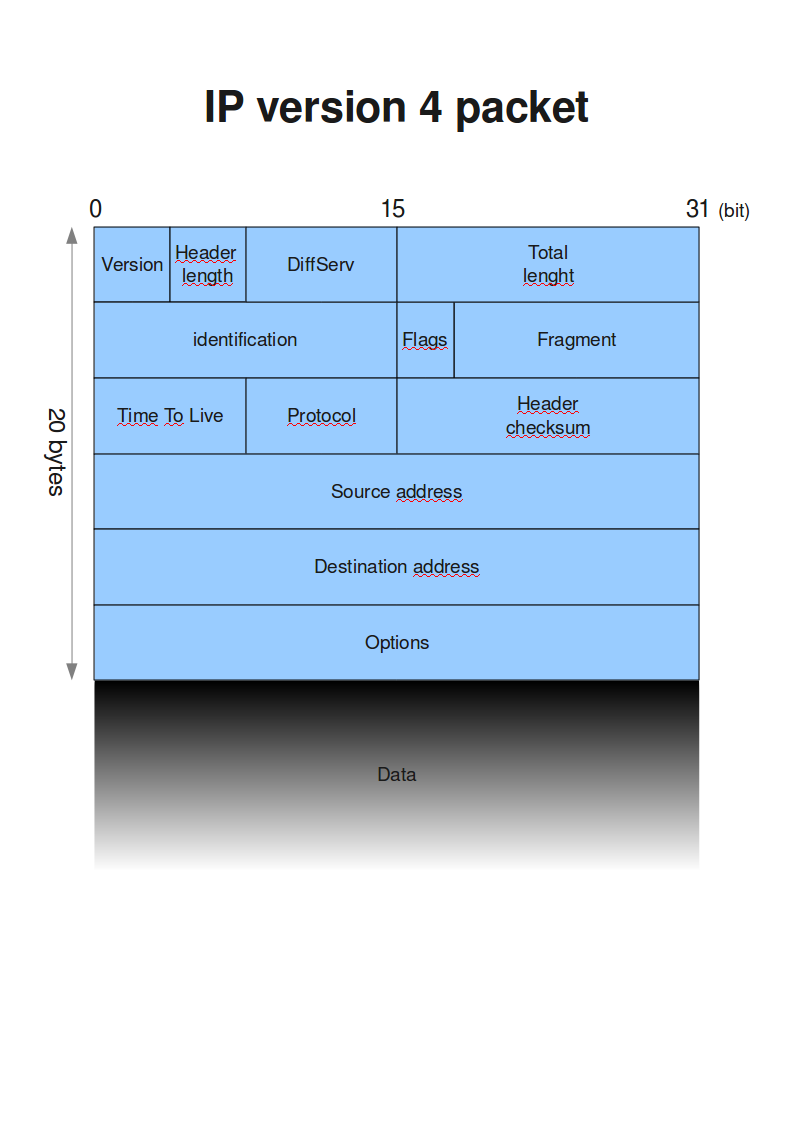 IP version 4 packet
0 15 31 (bit)
Version Header length DiffServ Total lenght
identification Flags Fragment
Time To Live Protocol Header checksum
20 bytes
Source address
Destination address
Options
Data